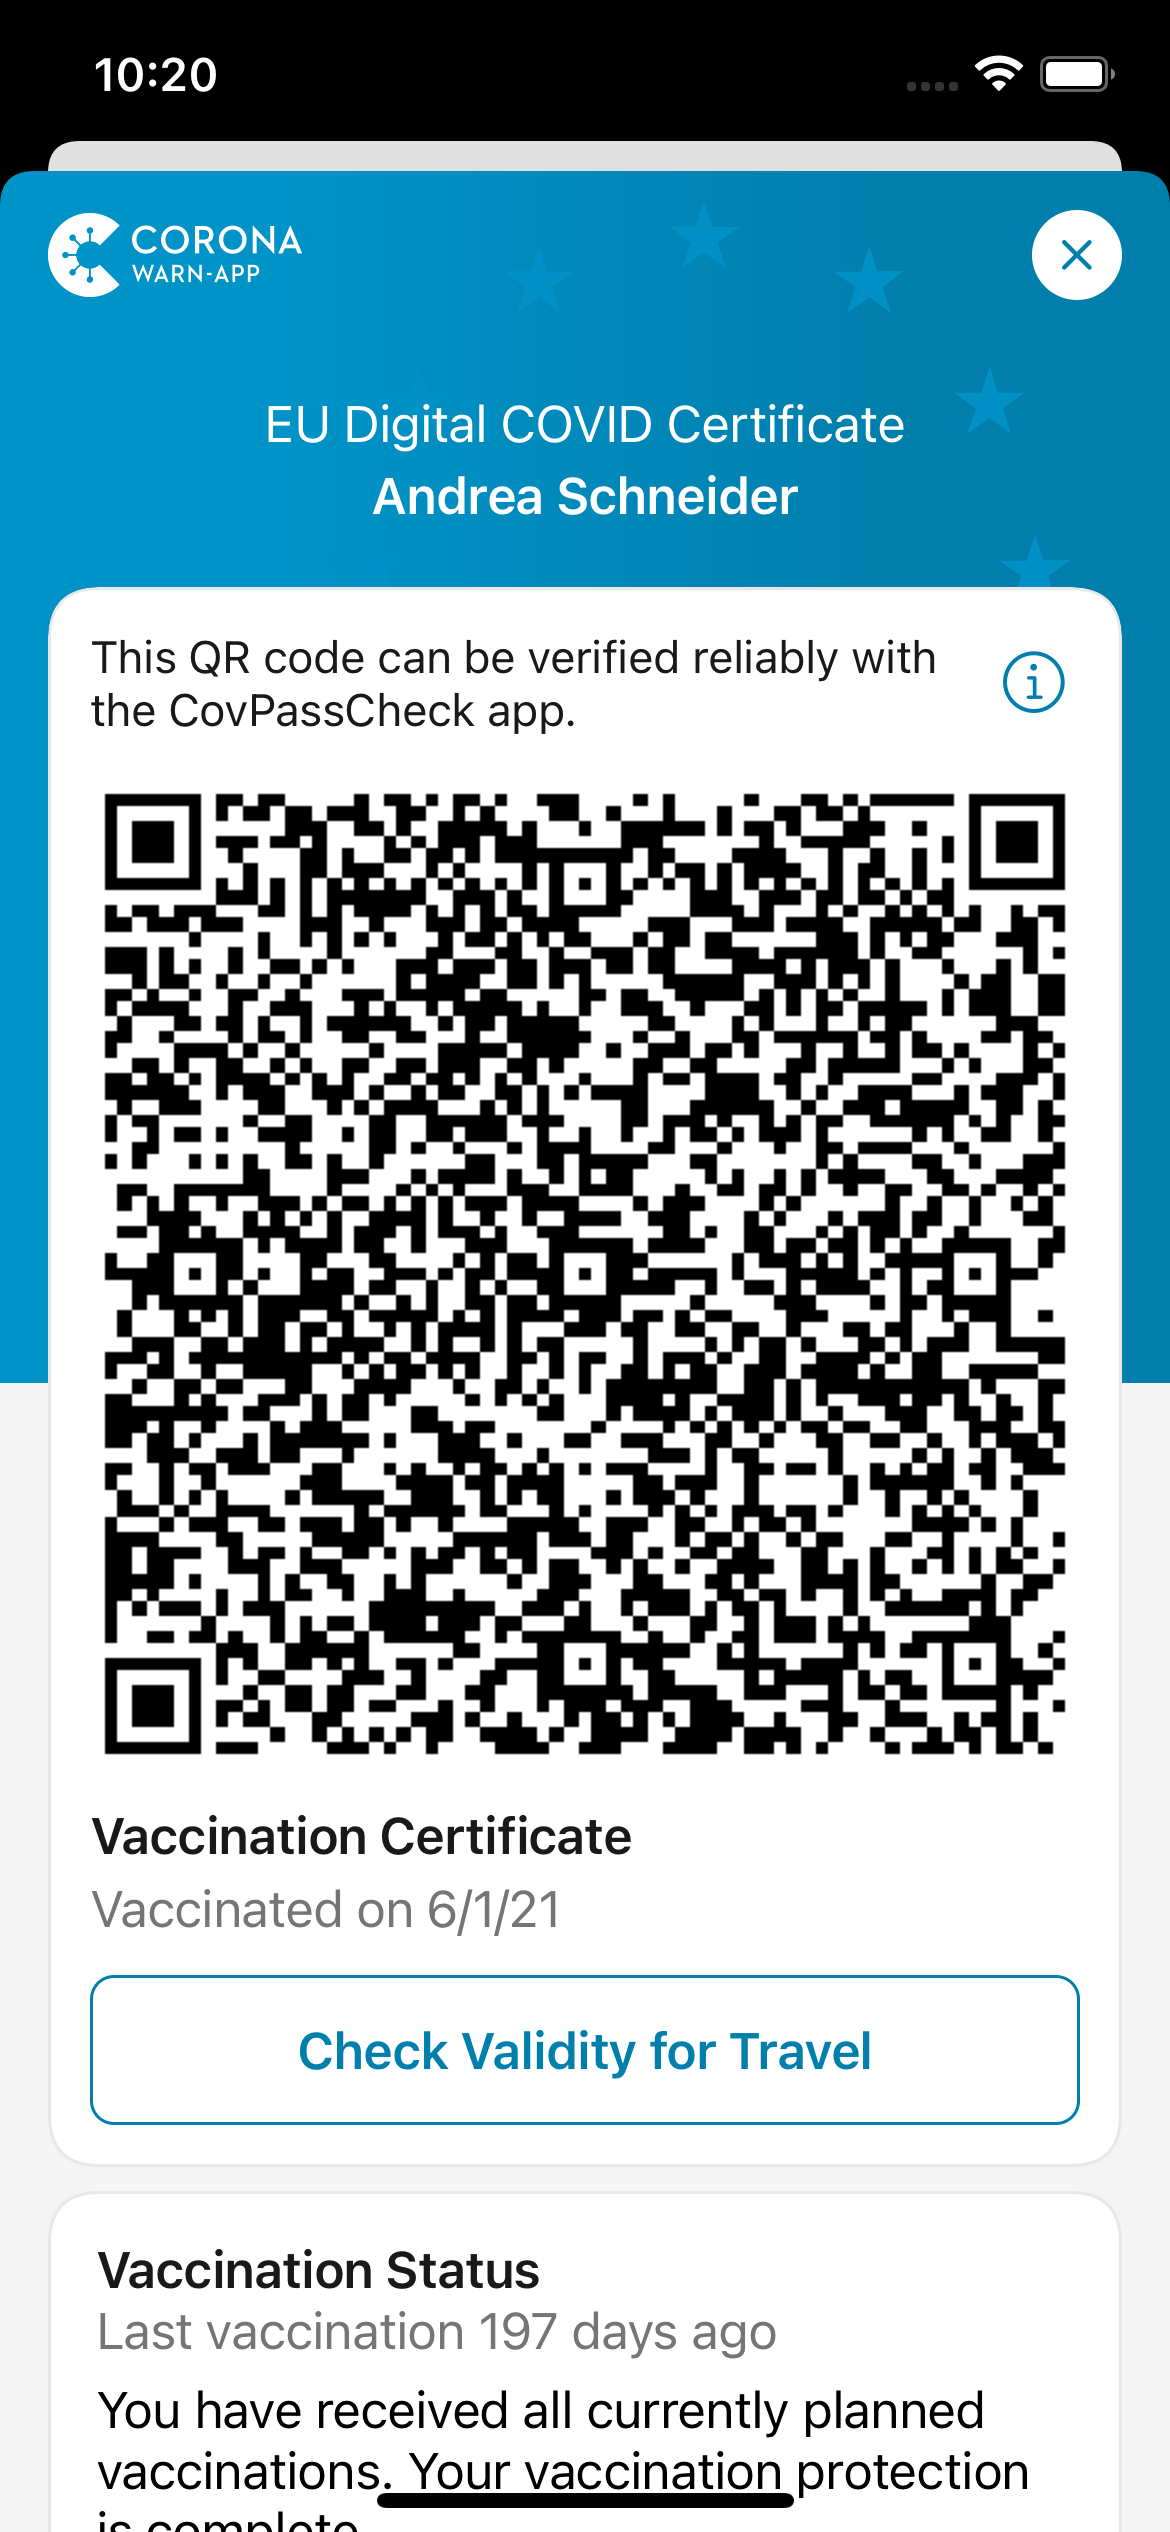 10:20
CORONA
WARN-APP
EU Digital COVID Certificate
Andrea Schneider
This QR code can be verified reliably with
the CovPassCheck app.
Vaccination Certificate
Vaccinated on 6/1/21
Check Validity for Travel
Vaccination Status
Last vaccination 197 days ago
You have received all currently planned
vaccinations. Your vaccination protection
is complete